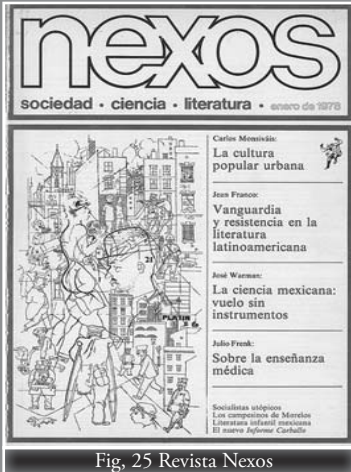 nexos
sociedad • ciencia • literatura • enero de 1978
Carlos Monsiváis:
La cultura
popular urbana
Jean Franco:
Vanguardia
y resistencia en la
literatura
latinoamericana
José Warman:
La ciencia mexicana:
vuelo sin
instrumentos
Julio Frenk:
Sobre la enseñanza
médica
Socialistas utópicos
Los campesinos de Morelos
Literatura infantil mexicana
El nuevo Informe Carballo
21
PLATIN
Fig, 25 Revista Nexos